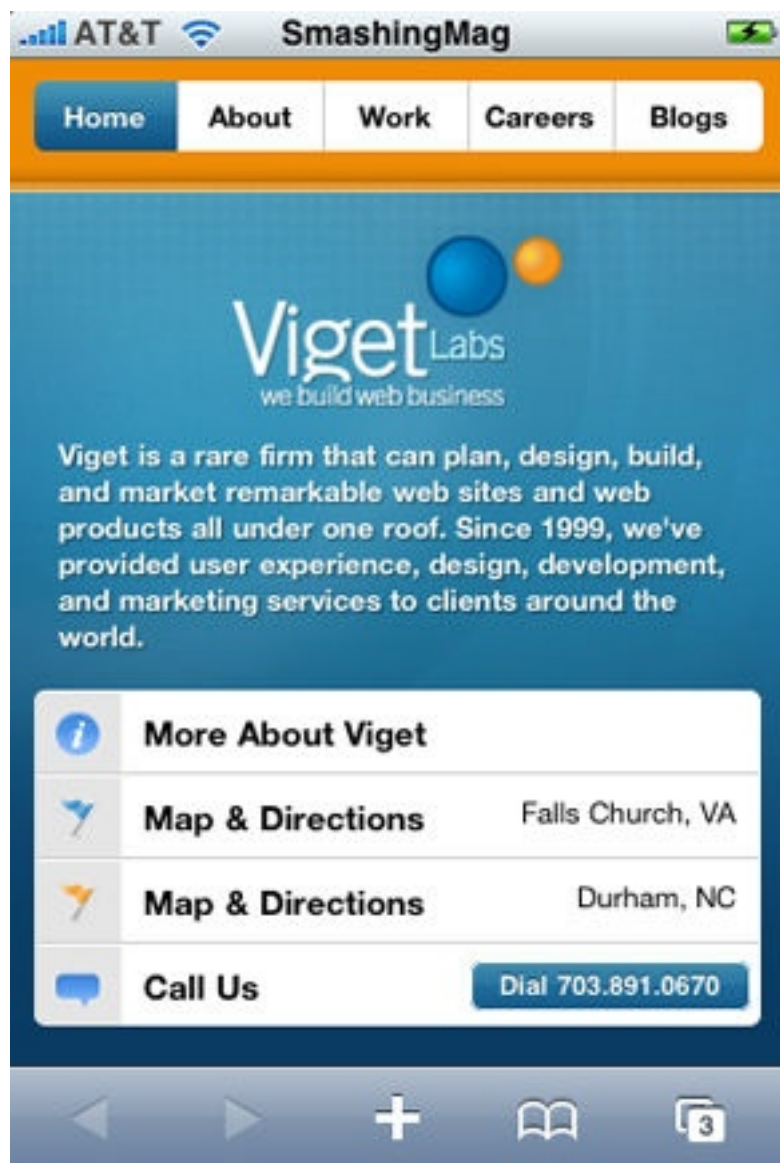 AT&T SmashingMag
Home About Work Careers Blogs
Viget Labs
we build web business
Viget is a rare firm that can plan, design, build,
and market remarkable web sites and web
products all under one roof. Since 1999, we've
provided user experience, design, development,
and marketing services to clients around the
world.
More About Viget
Map & Directions Falls Church, VA
Map & Directions Durham, NC
Call Us Dial 703.891.0670
3